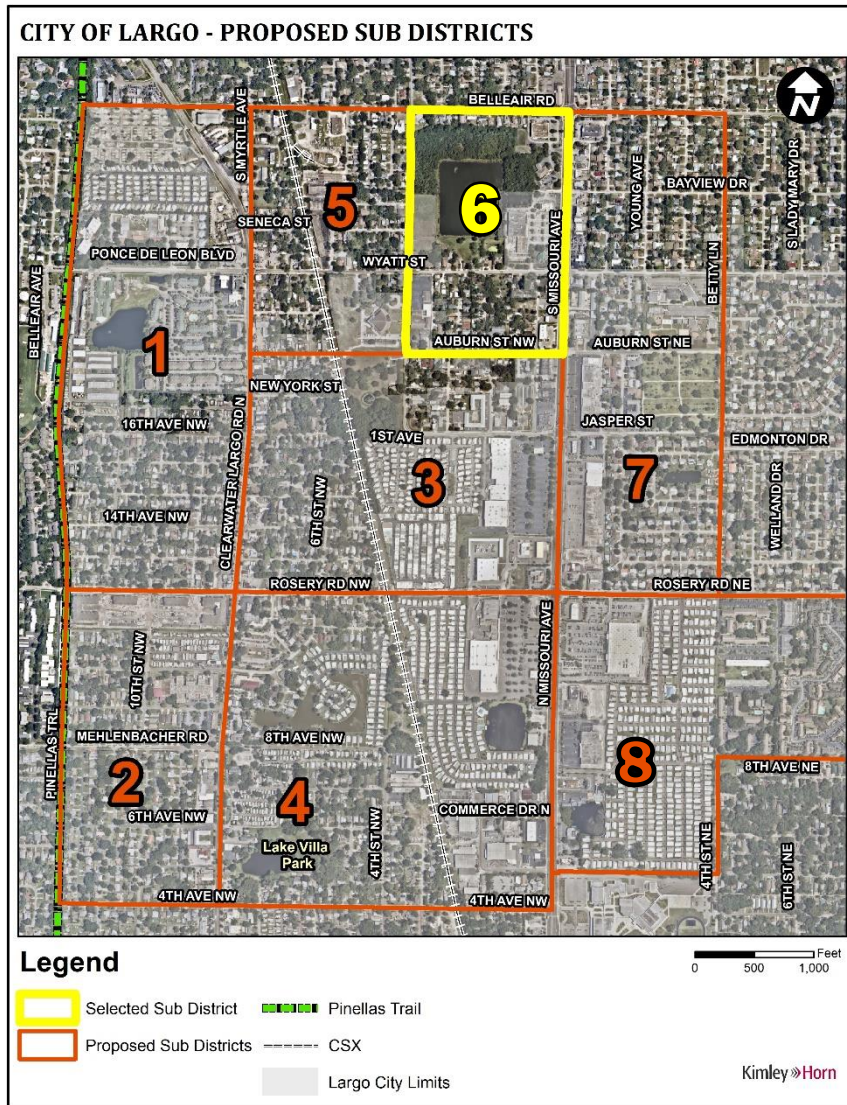 CITY OF LARGO - PROPOSED SUB DISTRICTS
BELLEAIR RD
N
S MYRTLE AVE
YOUNG AVE
BAYVIEW DR
S LADY MARY DR
5
6
SENECA ST
S MISSOURI AVE
BETTY LN
PONCE DE LEON BLVD
WYATT ST
BELLEAIR AVE
1
AUBURN ST NW
AUBURN ST NE
NEW YORK ST
16TH AVE NW
JASPER ST
1ST AVE
EDMONTON DR
CLEARWATER LARGO RD N
6TH ST NW
3
7
WELLAND DR
14TH AVE NW
ROSERY RD NW
ROSERY RD NE
10TH ST NW
N MISSOURI AVE
PINELLAS TRL
MEHLENBACHER RD
8TH AVE NW
2
4
8
8TH AVE NE
6TH AVE NW
COMMERCE DR N
4TH ST NW
Lake Villa
Park
4TH ST NE
6TH ST NE
4TH AVE NW
4TH AVE NW
Legend
Feet
0 500 1,000
Selected Sub District
Pinellas Trail
Proposed Sub Districts
CSX
Largo City Limits
Kimley»Horn